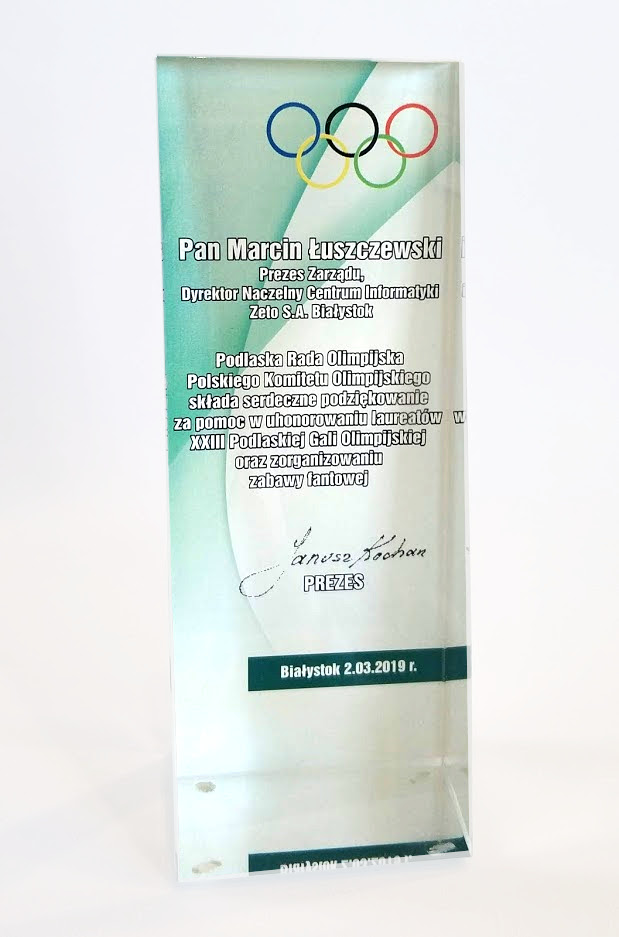 Pan Marcin Łuszczewski
Prezes Zarządu,
Dyrektor Naczelny Centrum Informatyki
Zeto S.A. Białystok
Podlaska Rada Olimpijska
Polskiego Komitetu Olimpijskiego
składa serdeczne podziękowanie
za pomoc w uhonorowaniu laureatów w
XXIII Podlaskiej Gali Olimpijskiej
oraz zorganizowaniu
zabawy fantowej
Janusz Kochan
PREZES
Białystok 2.03.2019 r.